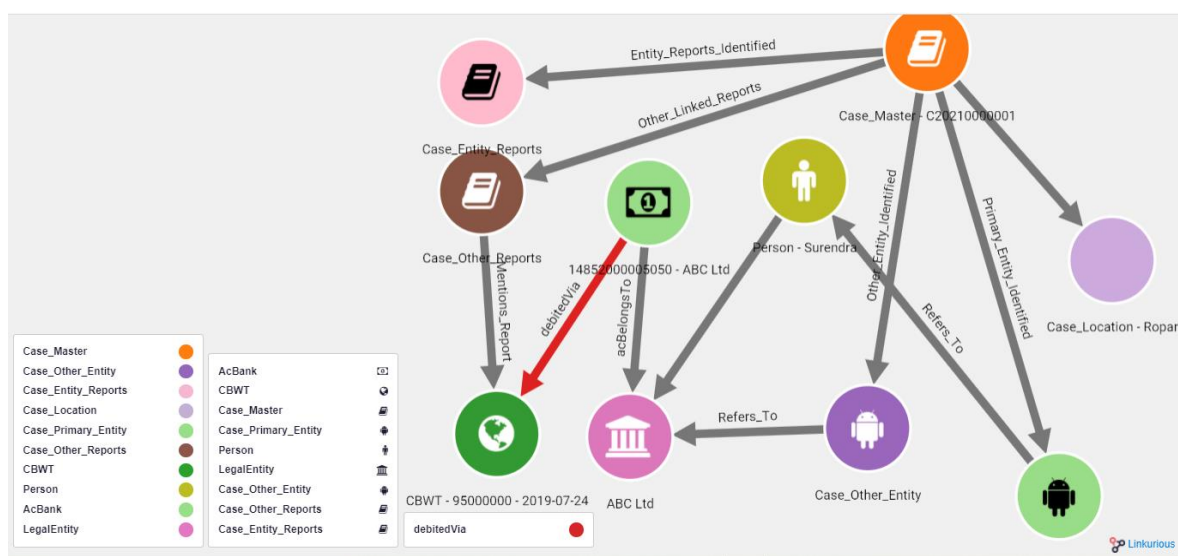 Entity_Reports_Identified
Other_Linked_Reports
Case_Master - C20210000001
Case_Entity_Reports
Case_Other_Reports
14852000005050 - ABC Ltd
Person - Surendra
Other_Entity_Identified
Primary_Entity_Identified
Case_Location - Ropar
Mentions_Report
debitedVia
acBelongsTo
Refers_To
Refers_To
CBWT - 95000000 - 2019-07-24
ABC Ltd
Case_Other_Entity
Case_Master
Case_Other_Entity
Case_Entity_Reports
Case_Location
Case_Primary_Entity
Case_Other_Reports
CBWT
Person
AcBank
LegalEntity
AcBank
CBWT
Case_Master
Case_Primary_Entity
Person
LegalEntity
Case_Other_Entity
Case_Other_Reports
Case_Entity_Reports
debitedVia
Linkurious